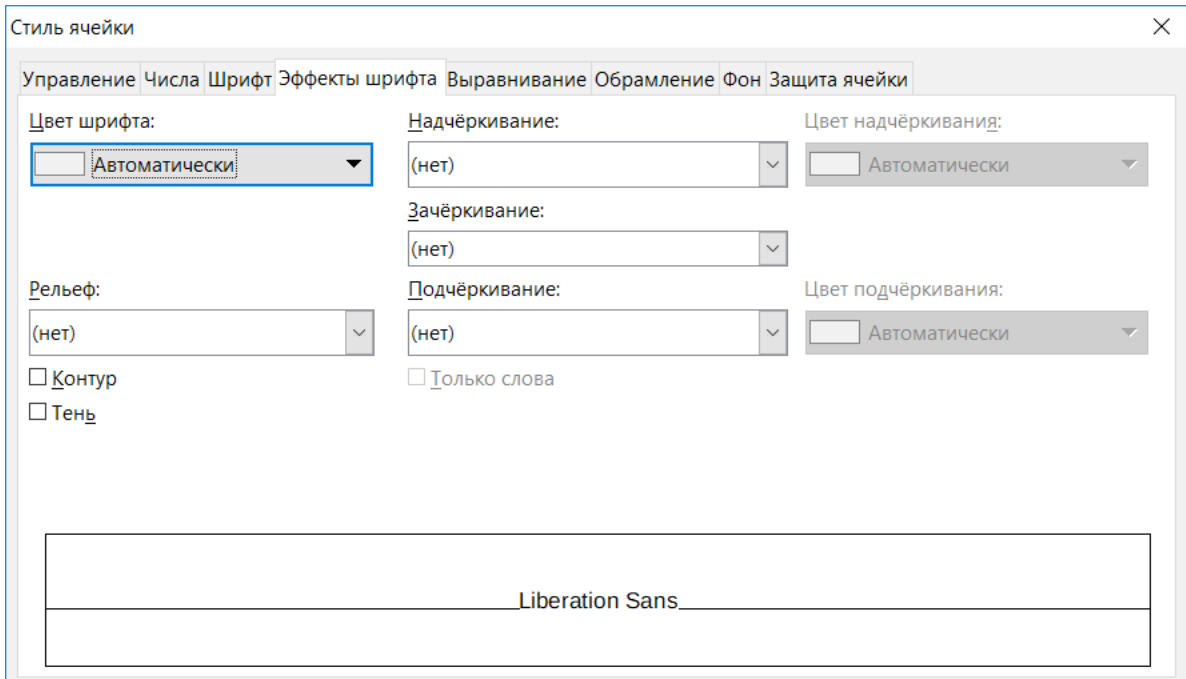 Стиль ячейки
Управление Числа Шрифт Эффекты шрифта Выравнивание Обрамление Фон Защита ячейки
Цвет шрифта: Надчёркивание: Цвет надчёркивания:
Автоматически (нет) Автоматически
Зачёркивание:
(нет)
Рельеф: Подчёркивание: Цвет подчёркивания:
(нет) (нет) Автоматически
Контур Только слова
Тень
Liberation Sans